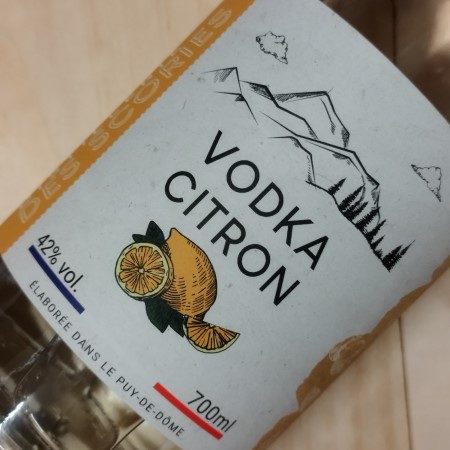 DES SCORIES
VODKA
CITRON
42% vol.
700ml
ÉLABORÉE DANS LE PUY-DE-DÔME